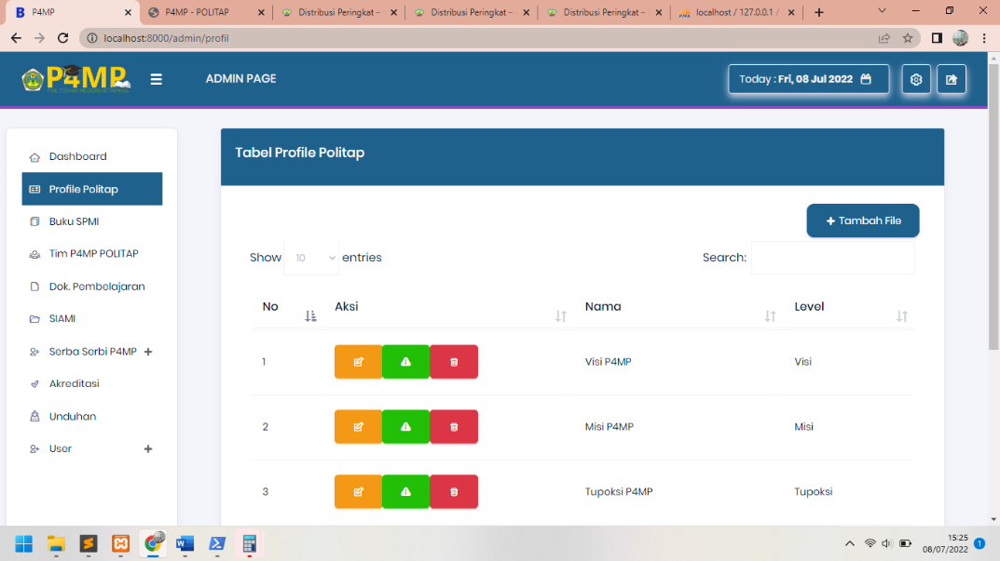 P4MP
P4MP - POLITAP
Distribusi Peringkat –
Distribusi Peringkat –
Distribusi Peringkat –
localhost / 127.0.0.1 /
localhost:8000/admin/profil
P4MP
ADMIN PAGE
Today : Fri, 08 Jul 2022
Dashboard
Profile Politap
Buku SPMI
Tim P4MP POLITAP
Dok. Pembelajaran
SIAMI
Serba Serbi P4MP +
Akreditasi
Unduhan
User +
Tabel Profile Politap
+ Tambah File
Show 10 entries
Search:
No Aksi Nama Level
1 Visi P4MP Visi
2 Misi P4MP Misi
3 Tupoksi P4MP Tupoksi
15:25
08/07/2022
1